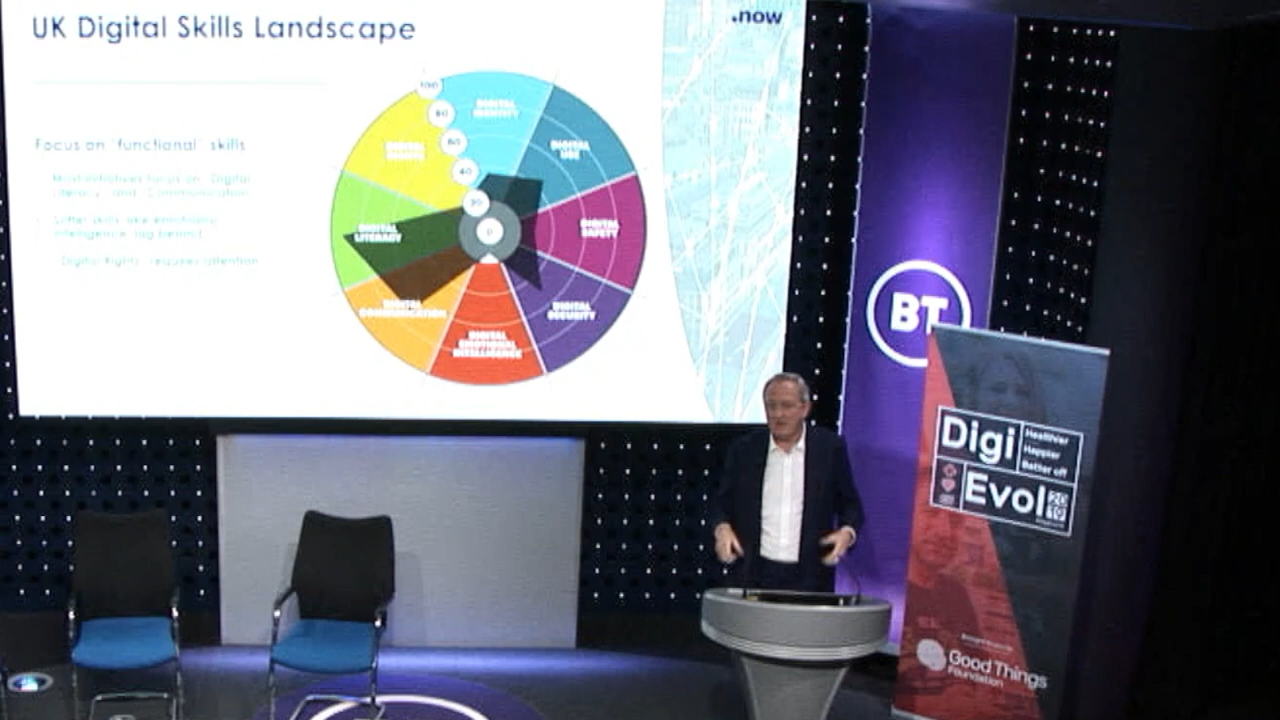 UK Digital Skills Landscape
.now
Focus on 'functional' skills
Most initiatives focus on Digital
Literacy and Communication
Softer skills like emotional
intelligence lag behind
Digital Rights requires attention
100
80
60
40
20
0
DIGITAL
IDENTITY
DIGITAL
USE
DIGITAL
SAFETY
DIGITAL
SECURITY
DIGITAL
EMOTIONAL
INTELLIGENCE
DIGITAL
COMMUNICATION
DIGITAL
LITERACY
DIGITAL
RIGHTS
BT
Digi
Healthier
Happier
Better off
Evol
20
19
Good Things
Foundation